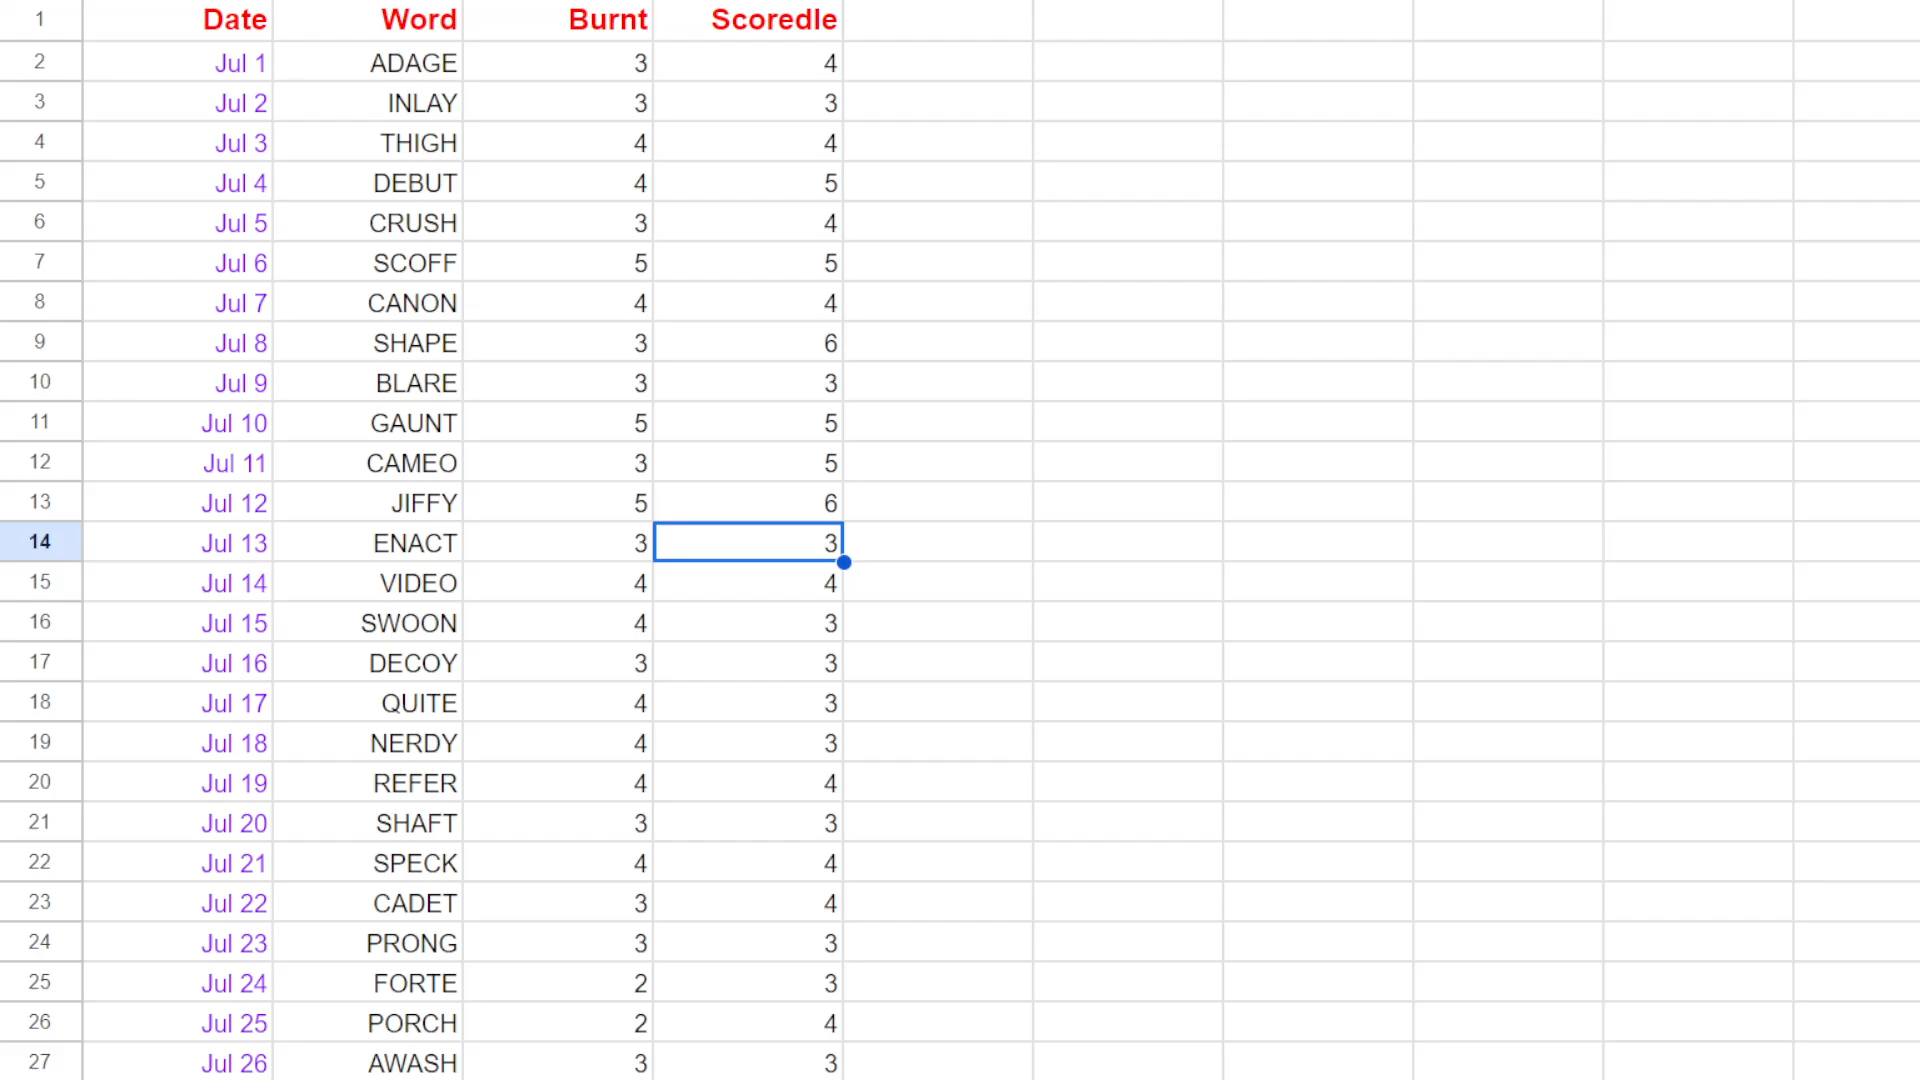 1 Date Word Burnt Scoredle
2 Jul 1 ADAGE 3 4
3 Jul 2 INLAY 3 3
4 Jul 3 THIGH 4 4
5 Jul 4 DEBUT 4 5
6 Jul 5 CRUSH 3 4
7 Jul 6 SCOFF 5 5
8 Jul 7 CANON 4 4
9 Jul 8 SHAPE 3 6
10 Jul 9 BLARE 3 3
11 Jul 10 GAUNT 5 5
12 Jul 11 CAMEO 3 5
13 Jul 12 JIFFY 5 6
14 Jul 13 ENACT 3 3
15 Jul 14 VIDEO 4 4
16 Jul 15 SWOON 4 3
17 Jul 16 DECOY 3 3
18 Jul 17 QUITE 4 3
19 Jul 18 NERDY 4 3
20 Jul 19 REFER 4 4
21 Jul 20 SHAFT 3 3
22 Jul 21 SPECK 4 4
23 Jul 22 CADET 3 4
24 Jul 23 PRONG 3 3
25 Jul 24 FORTE 2 3
26 Jul 25 PORCH 2 4
27 Jul 26 AWASH 3 3